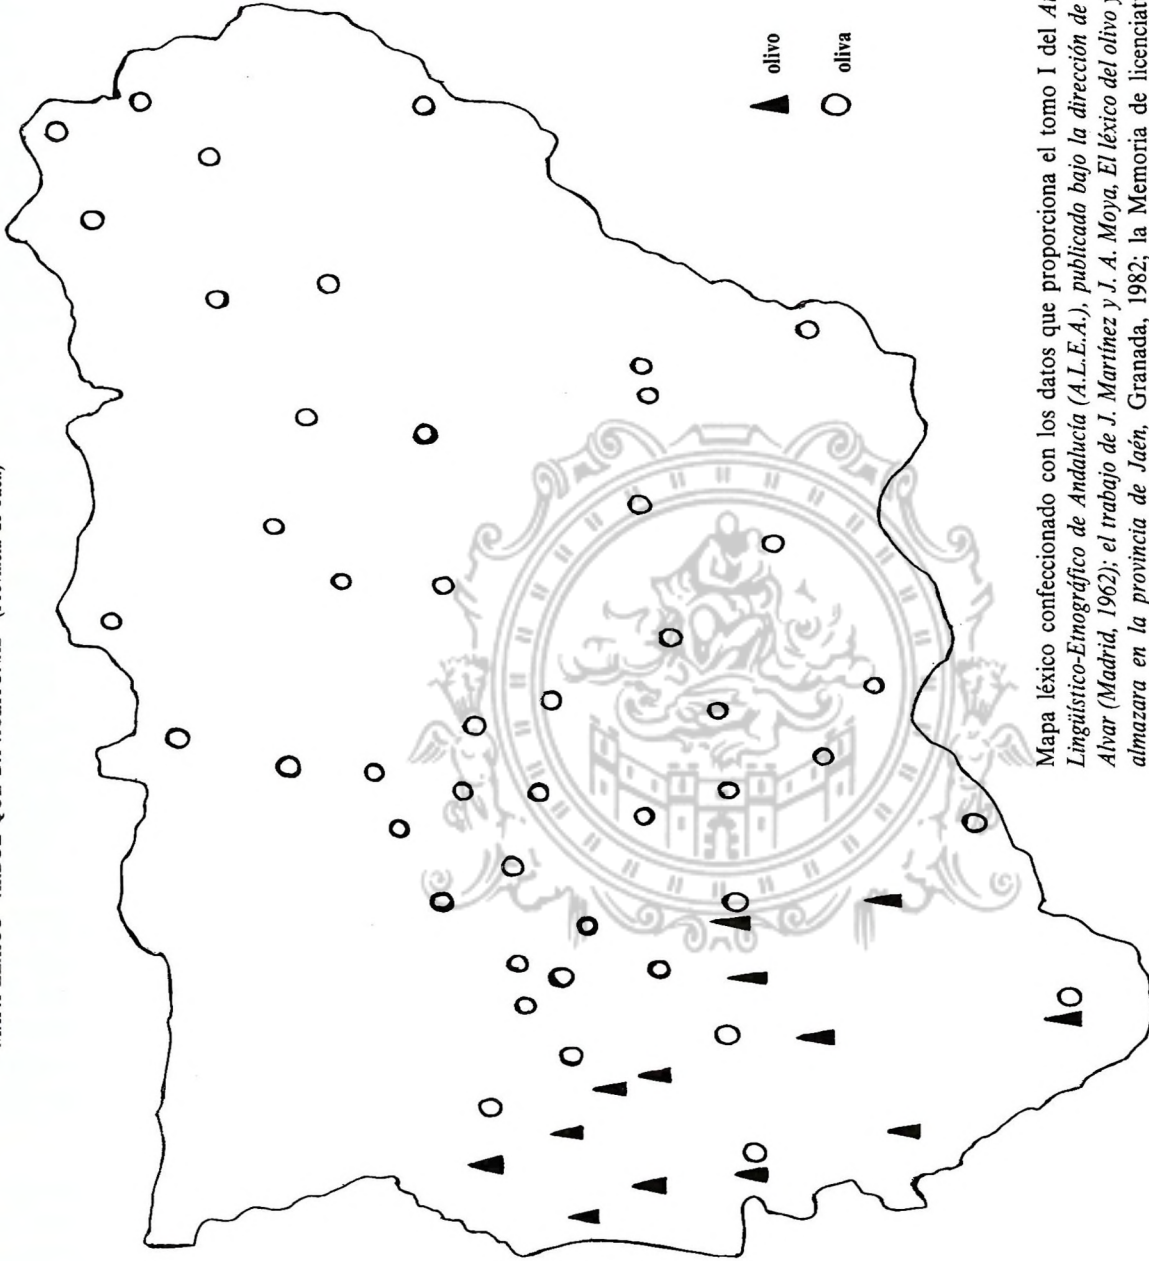 olivo
oliva
Mapa léxico confeccionado con los datos que proporciona el tomo I del
Lingüístico-Etnográfico de Andalucía (A.L.E.A.), publicado bajo la dirección de
Alvar (Madrid, 1962); el trabajo de J. Martínez y J. A. Moya, El léxico del olivo
almazara en la provincia de Jaén, Granada, 1982; la Memoria de